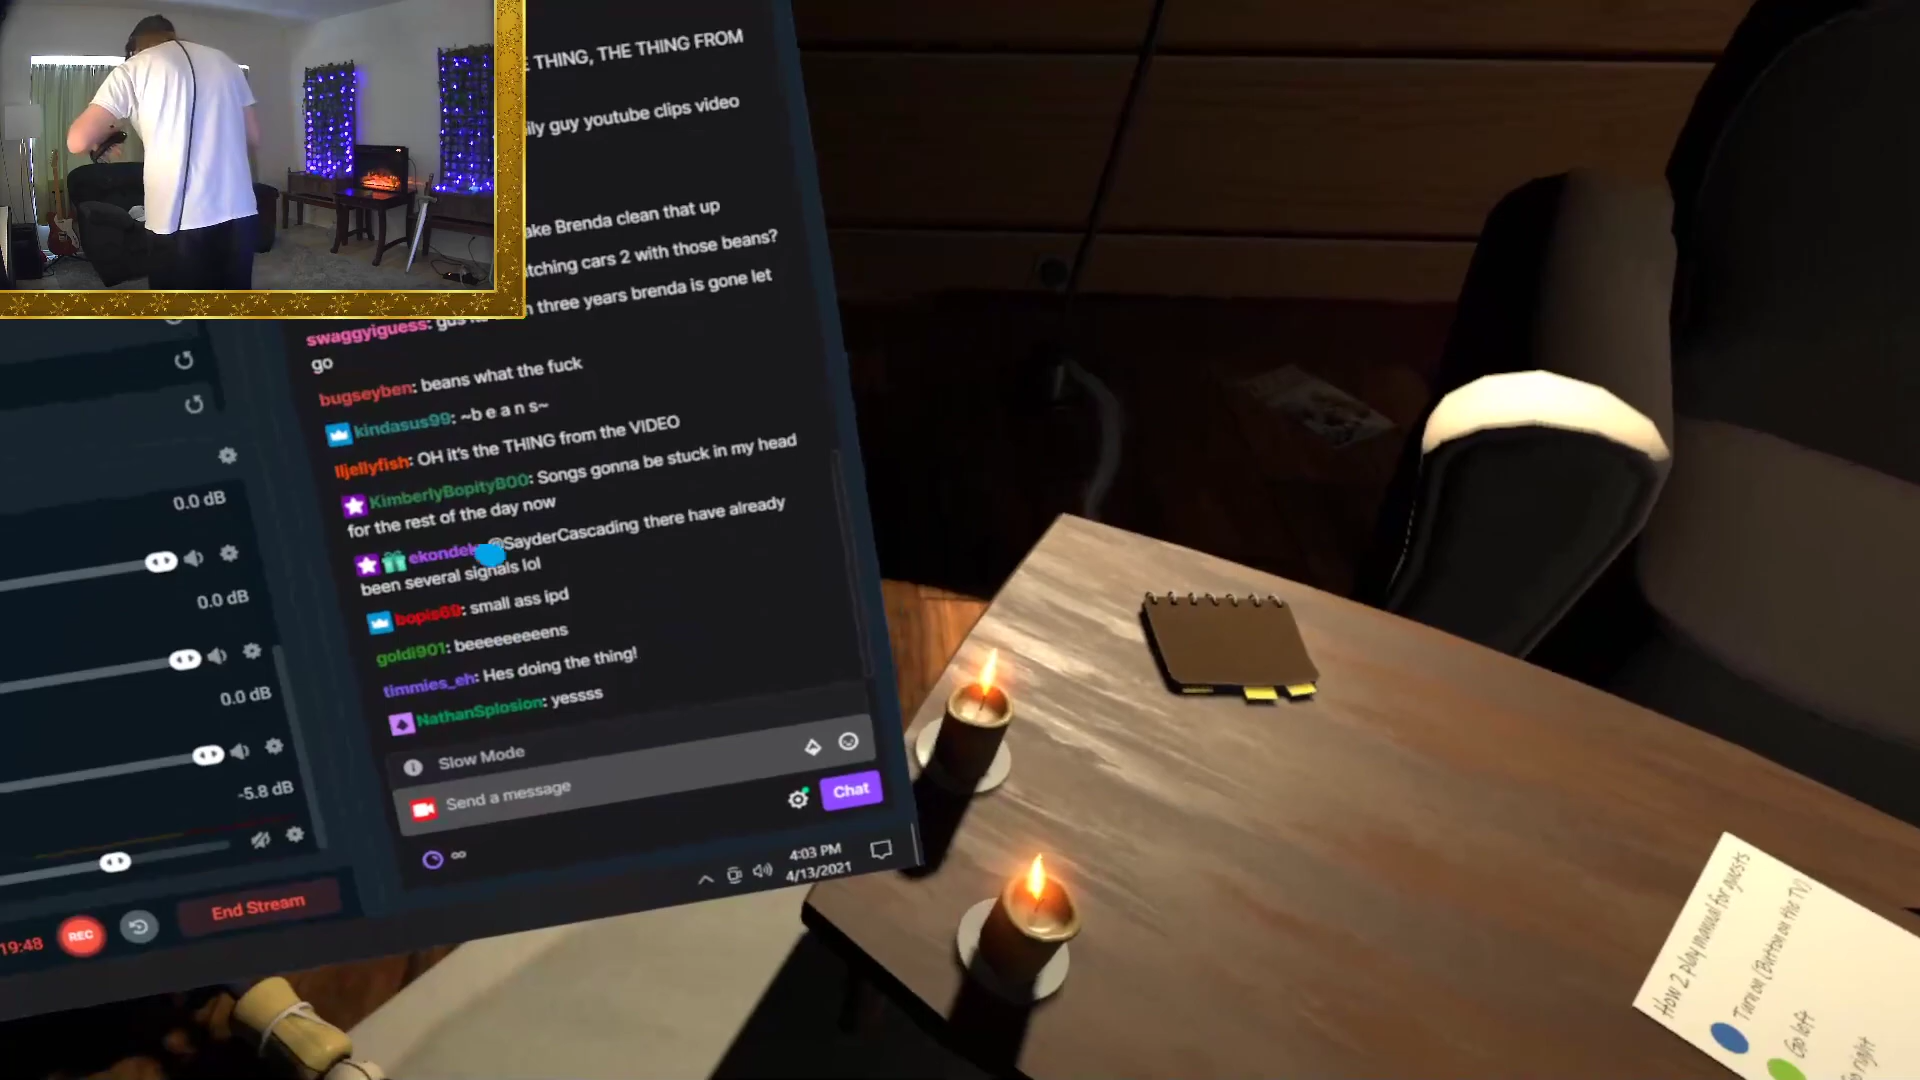 THING, THE THING FROM
guy youtube clips video
Brenda clean that up
cars 2 with those beans?
three years brenda is gone let
swaggyiguess:
go
bugseyben: beans what the fuck
kindasus99: ~b e a n s~
lljellyfish: OH it's the THING from the VIDEO
KimberlyBopityB00: Songs gonna be stuck in my head
for the rest of the day now
@SayderCascading there have already
been several signals lol
bopis69: small ass ipd
goldi901: beeeeeeeeens
timmies_eh: Hes doing the thing!
NathanSplosion: yessss
Slow Mode
Send a message
Chat
∞
0.0 dB
0.0 dB
0.0 dB
-5.8 dB
19:48
REC
End Stream
4:03 PM
4/13/2021
How 2 play manual for guests
Turn on (Button on the TV)
Go left
Go right